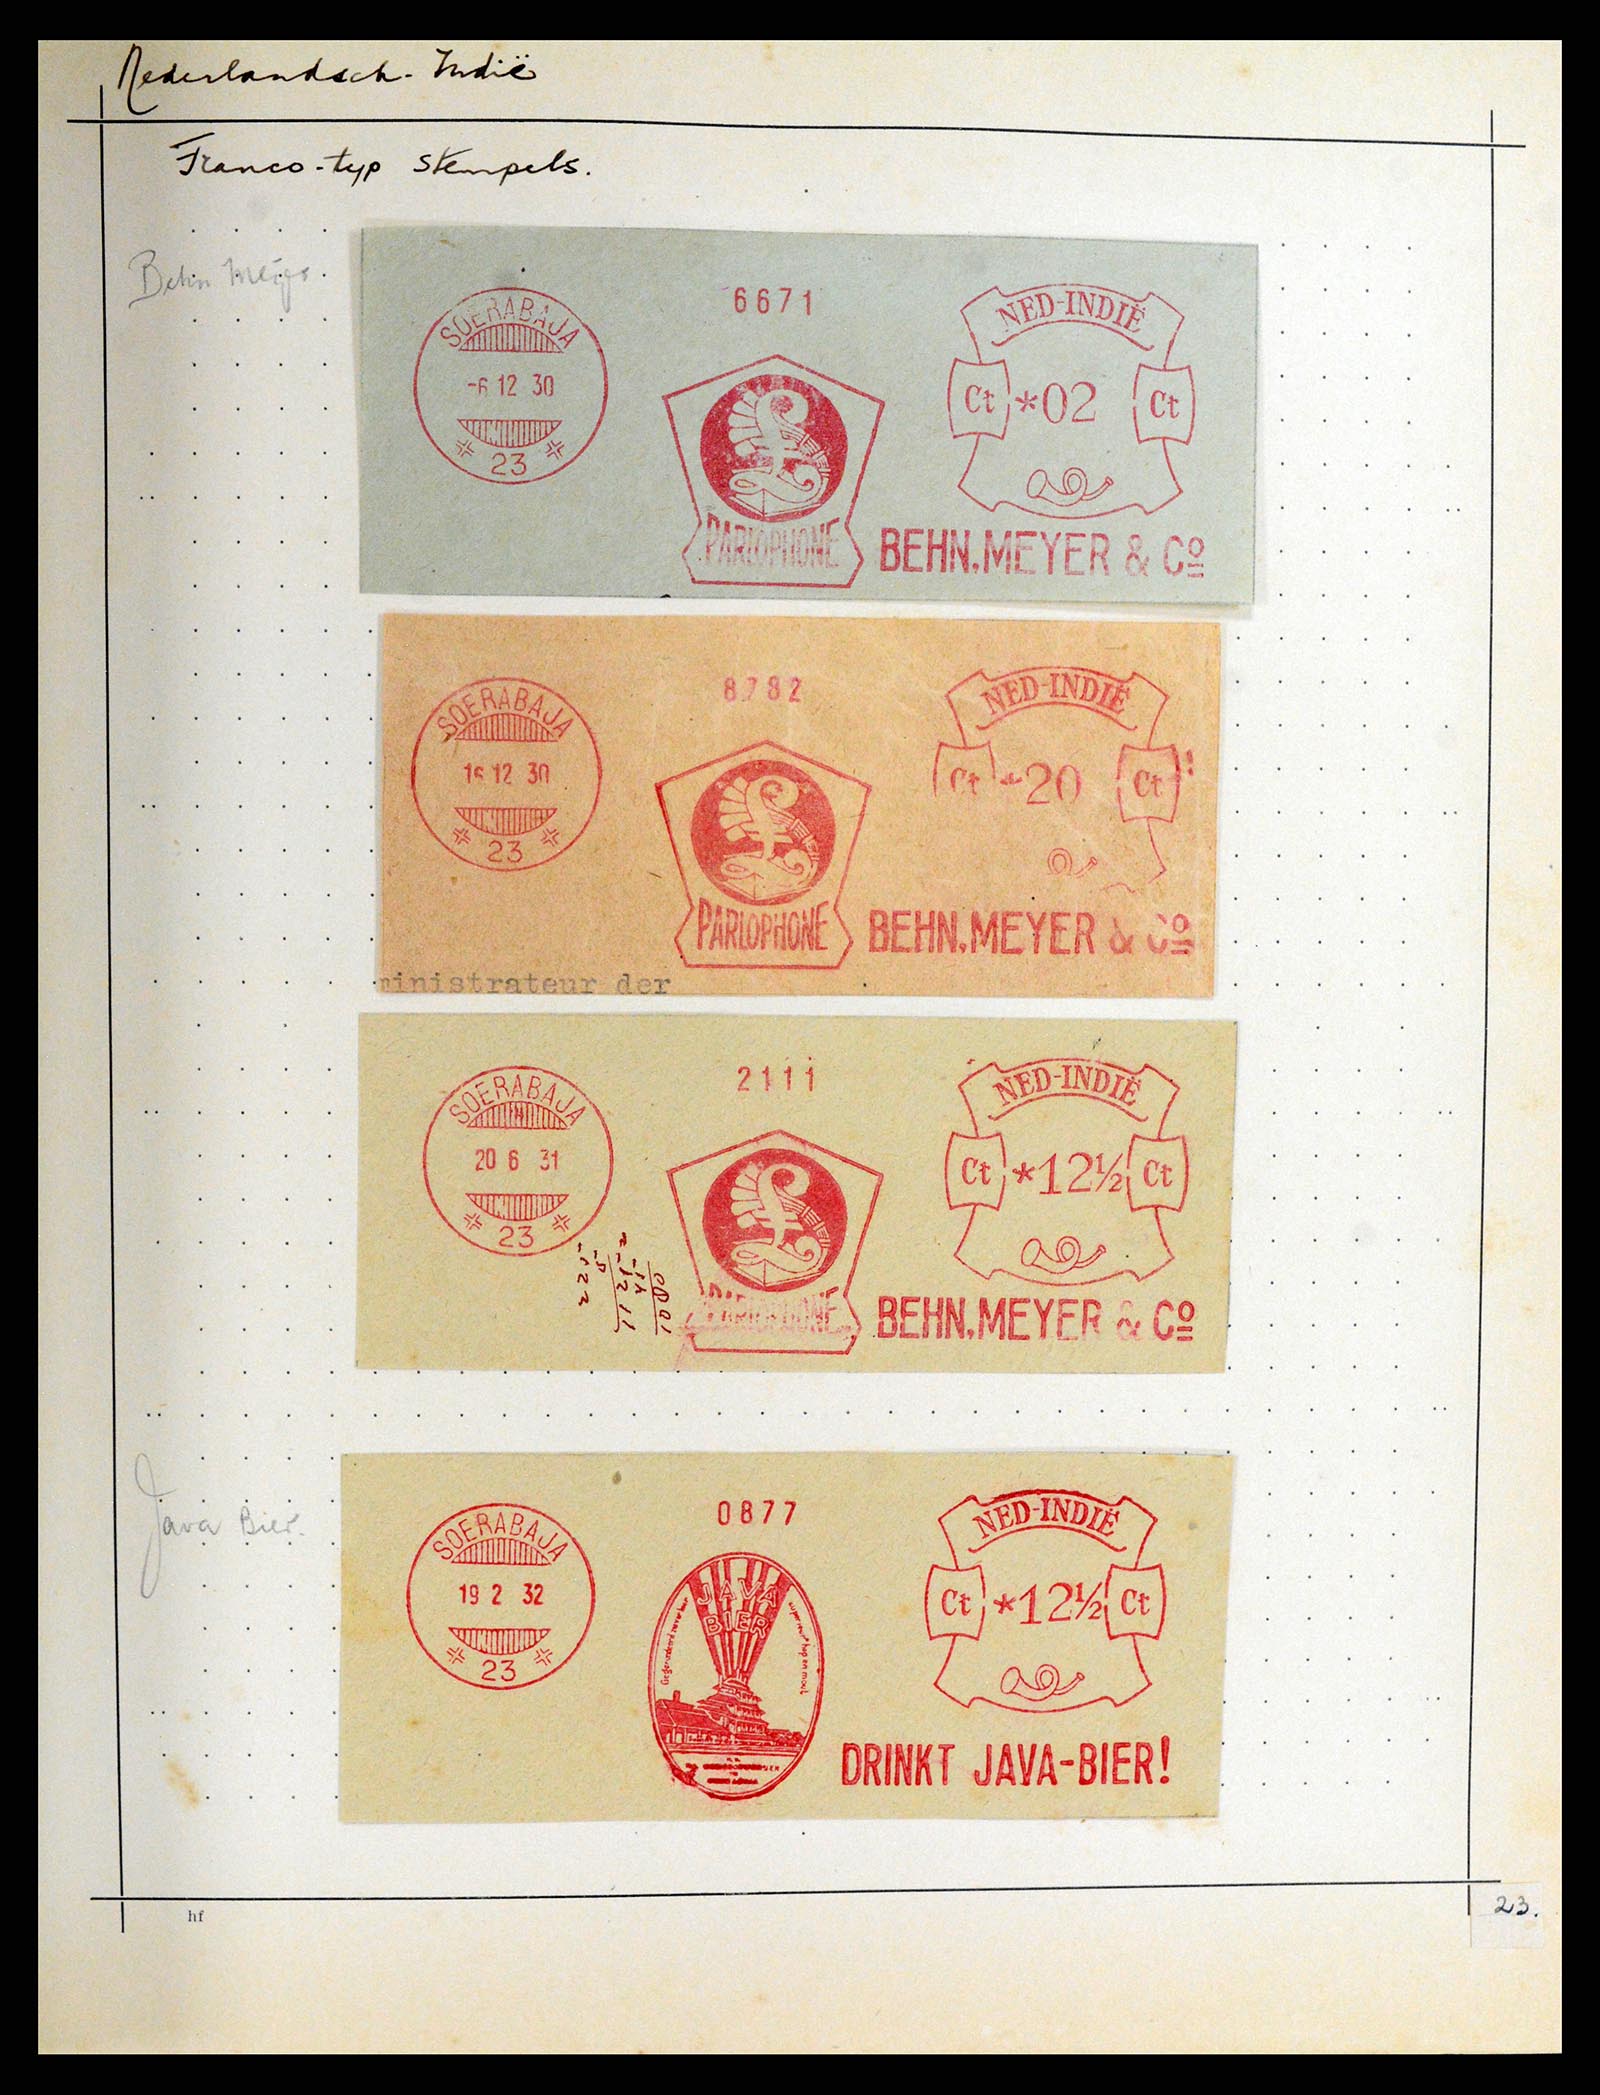 Nederlandsch-Indië
Franco-typ stempels.
Behn Meyer.
SOERABAJA
-6 12 30
23
6671
PARLOPHONE
NED-INDIË
Ct *02 Ct
BEHN.MEYER & Cº
SOERABAJA
16 12 30
23
8782
PARLOPHONE
NED-INDIË
Ct *20 Ct
BEHN.MEYER & Cº
ministrateur der
SOERABAJA
20 6 31
23
2111
PARLOPHONE
NED-INDIË
Ct *12½ Ct
BEHN.MEYER & Cº
Java Bier.
SOERABAJA
19 2 32
23
0877
JAVA
BIER
NED-INDIË
Ct *12½ Ct
DRINKT JAVA-BIER!
hf
23.